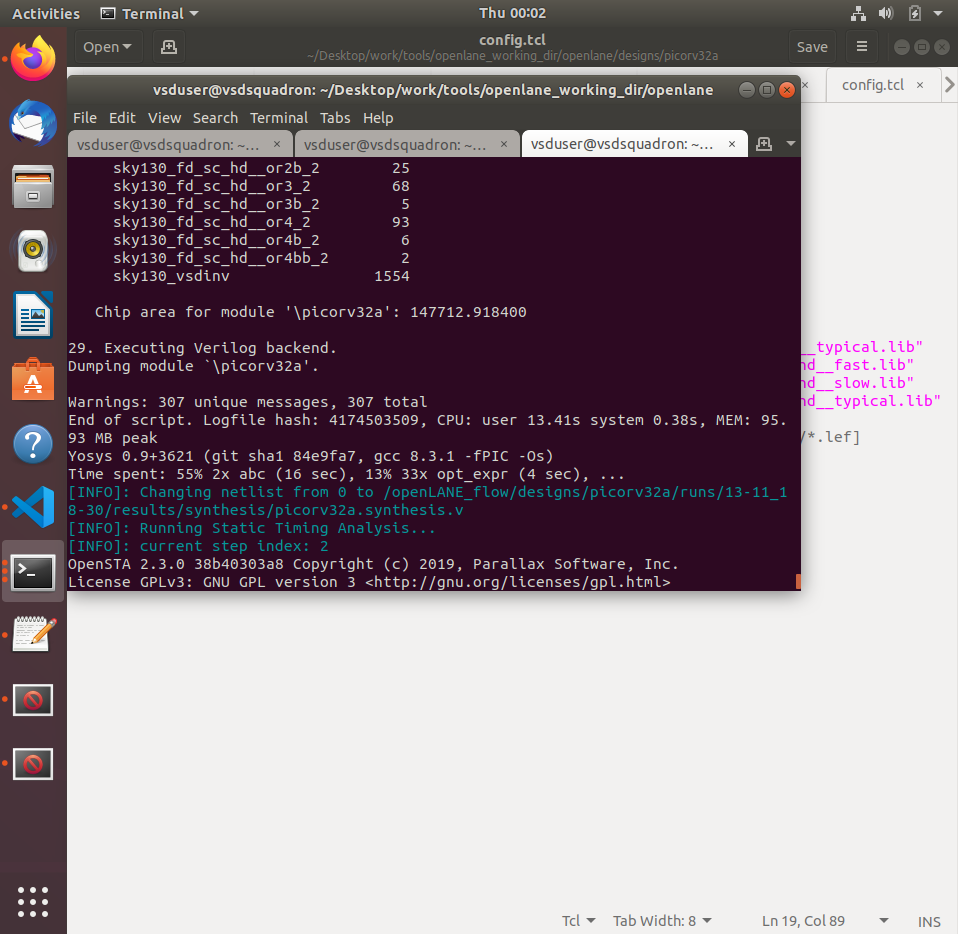 Activities Terminal Thu 00:02
Open config.tcl Save
~/Desktop/work/tools/openlane_working_dir/openlane/designs/picorv32a
config.tcl ×
vsduser@vsdsquadron: ~/Desktop/work/tools/openlane_working_dir/openlane
File Edit View Search Terminal Tabs Help
vsduser@vsdsquadron: ~... × vsduser@vsdsquadron: ~... × vsduser@vsdsquadron: ~... ×
sky130_fd_sc_hd__or2b_2 25
sky130_fd_sc_hd__or3_2 68
sky130_fd_sc_hd__or3b_2 5
sky130_fd_sc_hd__or4_2 93
sky130_fd_sc_hd__or4b_2 6
sky130_fd_sc_hd__or4bb_2 2
sky130_vsdinv 1554
Chip area for module '\picorv32a': 147712.918400
29. Executing Verilog backend.
Dumping module `\picorv32a'.
Warnings: 307 unique messages, 307 total
End of script. Logfile hash: 4174503509, CPU: user 13.41s system 0.38s, MEM: 95.
93 MB peak
Yosys 0.9+3621 (git sha1 84e9fa7, gcc 8.3.1 -fPIC -Os)
Time spent: 55% 2x abc (16 sec), 13% 33x opt_expr (4 sec), ...
[INFO]: Changing netlist from 0 to /openLANE_flow/designs/picorv32a/runs/13-11_1
8-30/results/synthesis/picorv32a.synthesis.v
[INFO]: Running Static Timing Analysis...
[INFO]: current step index: 2
OpenSTA 2.3.0 38b40303a8 Copyright (c) 2019, Parallax Software, Inc.
License GPLv3: GNU GPL version 3 <http://gnu.org/licenses/gpl.html>
__typical.lib"
hd__fast.lib"
hd__slow.lib"
hd__typical.lib"
/*.lef]
Tcl Tab Width: 8 Ln 19, Col 89 INS